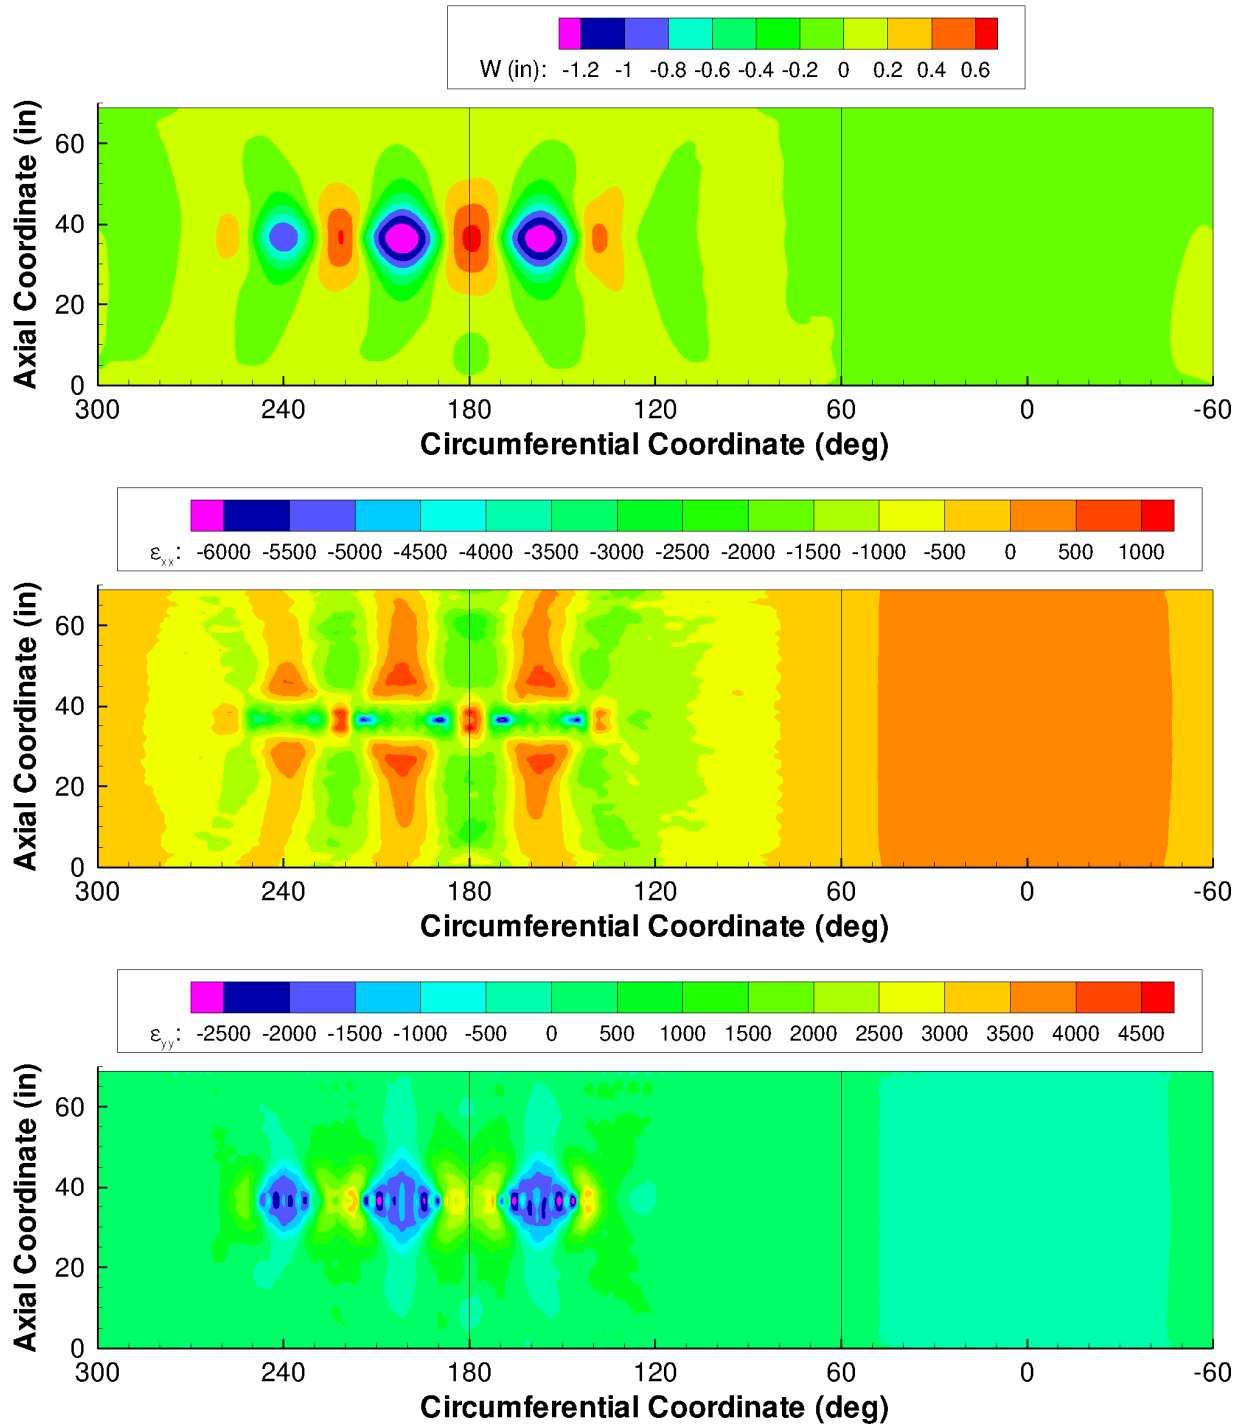 W (in): -1.2 -1 -0.8 -0.6 -0.4 -0.2 0 0.2 0.4 0.6
Axial Coordinate (in)
60
40
20
0
300 240 180 120 60 0 -60
Circumferential Coordinate (deg)
εxx: -6000 -5500 -5000 -4500 -4000 -3500 -3000 -2500 -2000 -1500 -1000 -500 0 500 1000
Axial Coordinate (in)
60
40
20
0
300 240 180 120 60 0 -60
Circumferential Coordinate (deg)
εyy: -2500 -2000 -1500 -1000 -500 0 500 1000 1500 2000 2500 3000 3500 4000 4500
Axial Coordinate (in)
60
40
20
0
300 240 180 120 60 0 -60
Circumferential Coordinate (deg)